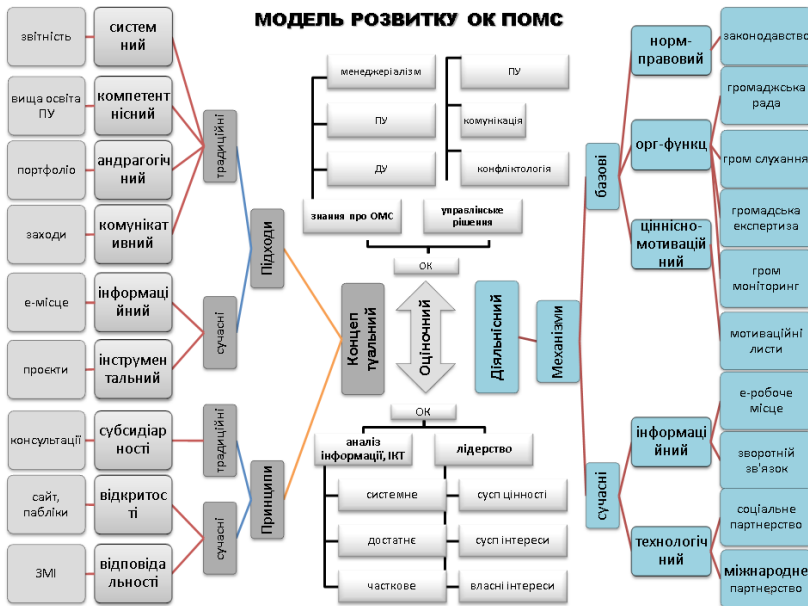 МОДЕЛЬ РОЗВИТКУ ОК ПОМС
звітність
систем
ний
вища освіта
ПУ
компетент
нісний
портфоліо
андрагогіч
ний
заходи
комунікат
ивний
е-місце
інформаці
йний
проєкти
інструмен
тальний
консультації
субсидіар
ності
сайт,
пабліки
відкритос
ті
ЗМІ
відповіда
льності
традиційні
сучасні
традиційні
сучасні
Підходи
Принципи
Концеп
туальний
менеджеріалізм
ПУ
ДУ
знання про ОМС
ПУ
комунікація
конфліктологія
управлінське
рішення
ОК
Оціночний
ОК
аналіз
інформації, ІКТ
лідерство
системне
достатнє
часткове
сусп цінності
сусп інтереси
власні інтереси
Діяльнісний
Механізми
базові
сучасні
норм-
правовий
орг-функц
ціннісно-
мотиваційн
ний
інформаці
йний
технологіч
ний
законодавство
громаджська
рада
гром слухання
громадська
експертиза
гром
моніторинг
мотиваційні
листи
е-робоче
місце
зворотній
зв'язок
соціальне
партнерство
міжнародне
партнерство